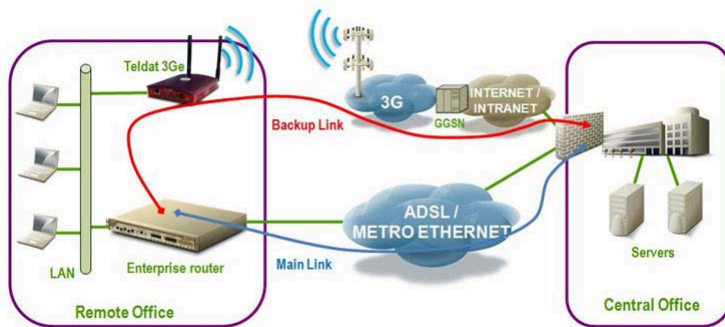 Teldat 3Ge
3G
GGSN
INTERNET /
INTRANET
Backup Link
ADSL /
METRO ETHERNET
Main Link
LAN
Enterprise router
Remote Office
Servers
Central Office